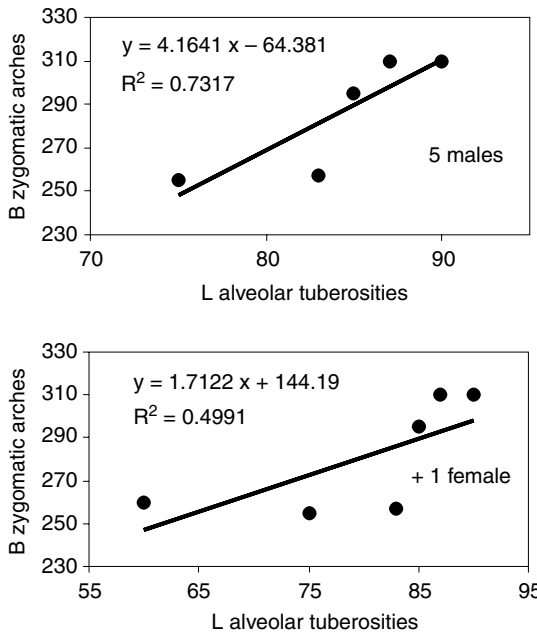 330
310
290
270
250
230
B zygomatic arches
y = 4.1641 x – 64.381
R² = 0.7317
5 males
70 80 90
L alveolar tuberosities
330
310
290
270
250
230
B zygomatic arches
y = 1.7122 x + 144.19
R² = 0.4991
+ 1 female
55 65 75 85 95
L alveolar tuberosities